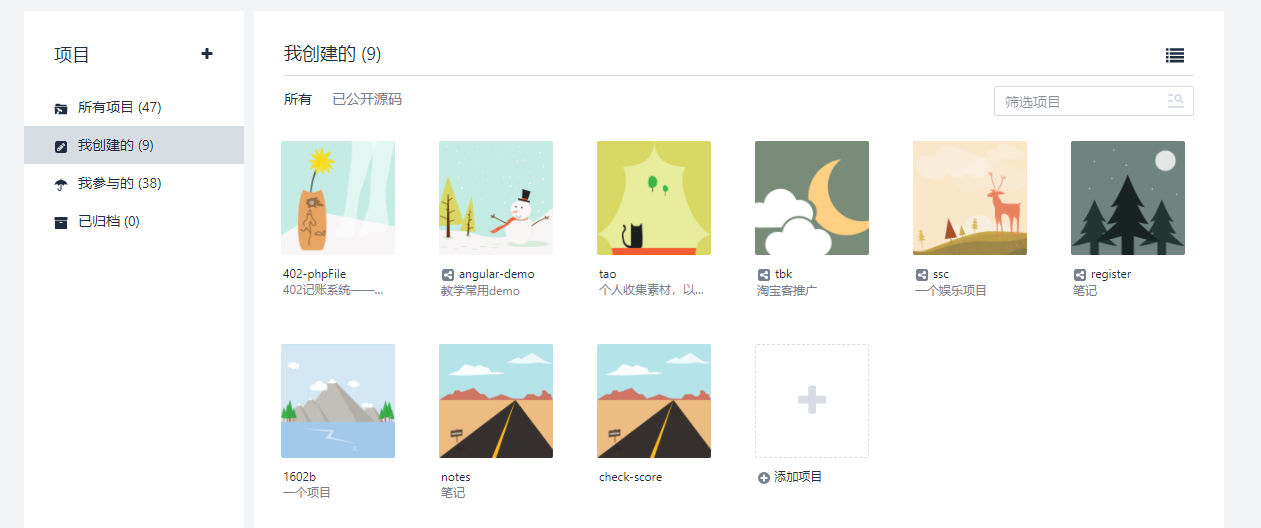 项目
所有项目 (47)
我创建的 (9)
我参与的 (38)
已归档 (0)
我创建的 (9)
所有 已公开源码
筛选项目
402-phpFile
402记账系统——...
angular-demo
教学常用demo
tao
个人收集素材，以...
tbk
淘宝客推广
ssc
一个娱乐项目
register
笔记
1602b
一个项目
notes
笔记
check-score
添加项目